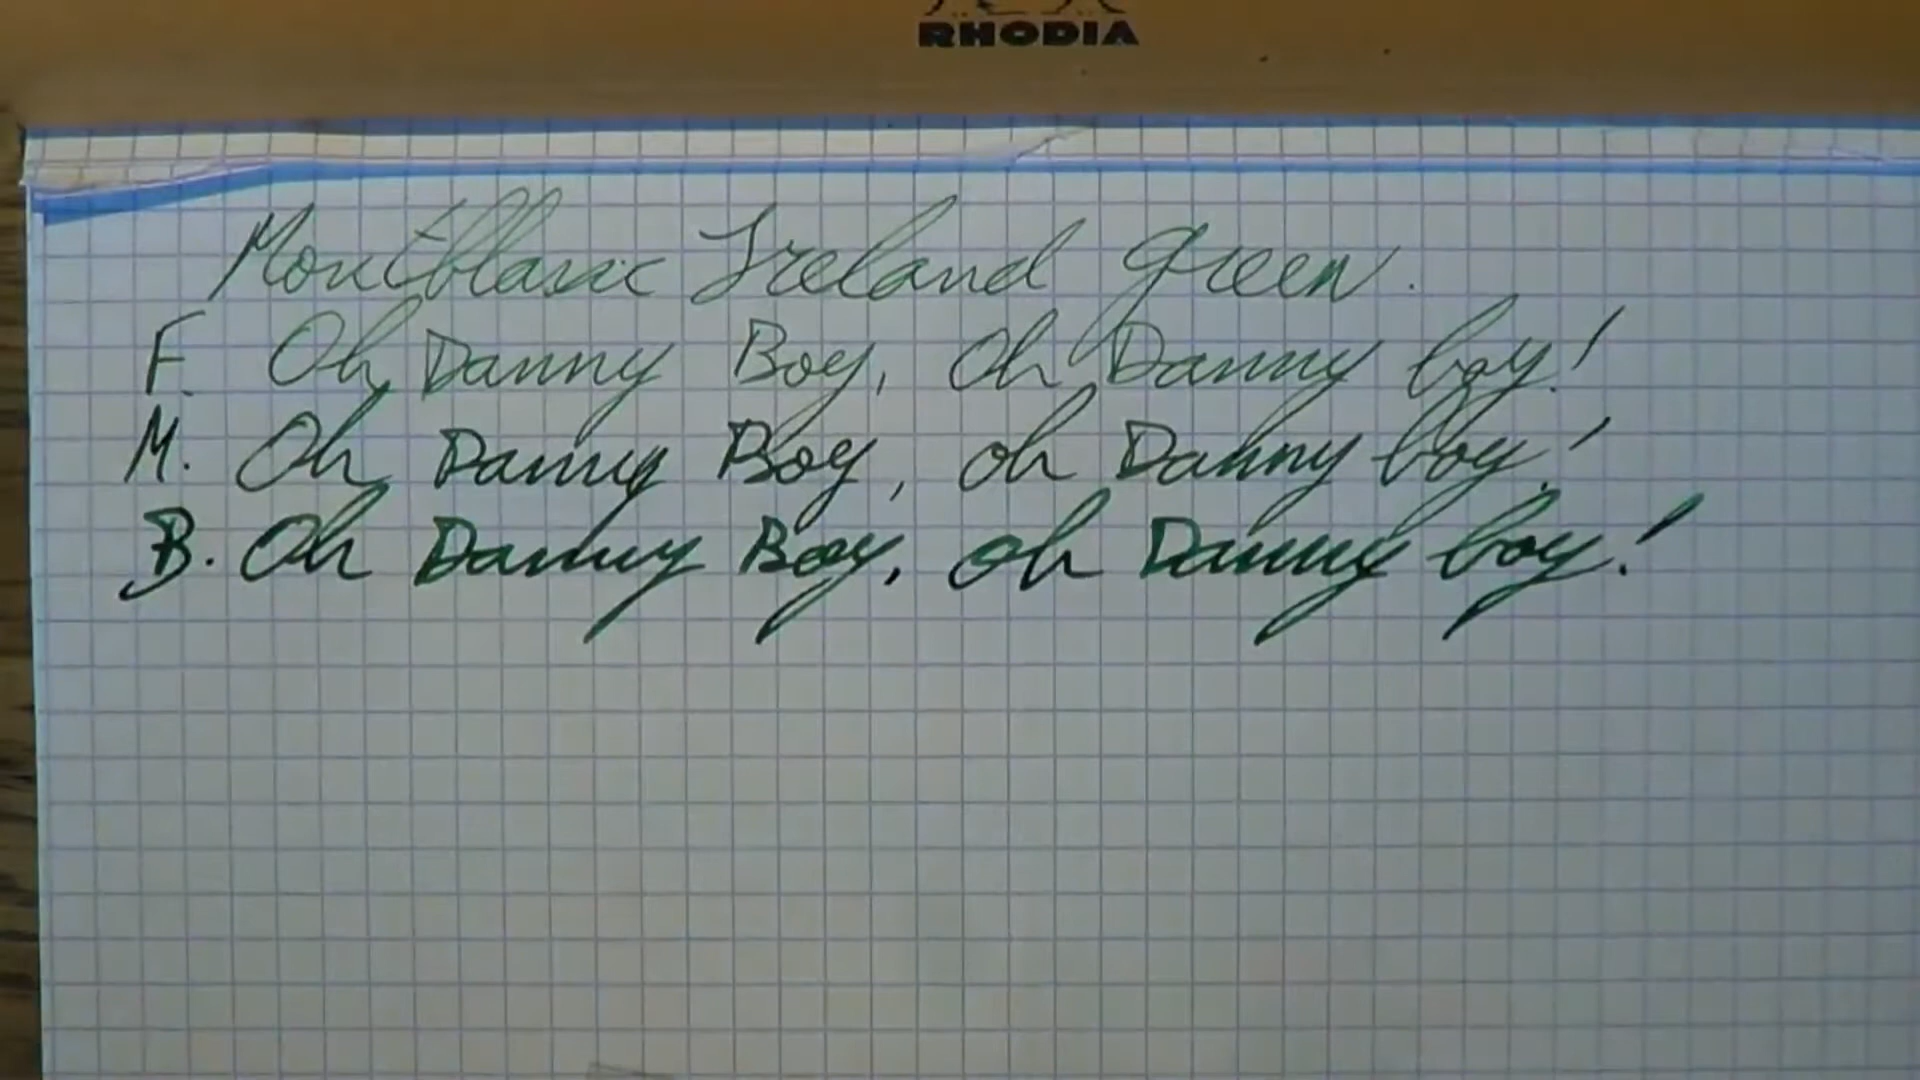 RHODIA
Montblanc Ireland Green.
F. Oh, Danny Boy, Oh Danny boy!
M. Oh, Danny Boy, oh Danny boy!
B. Oh Danny Boy, oh Danny boy!